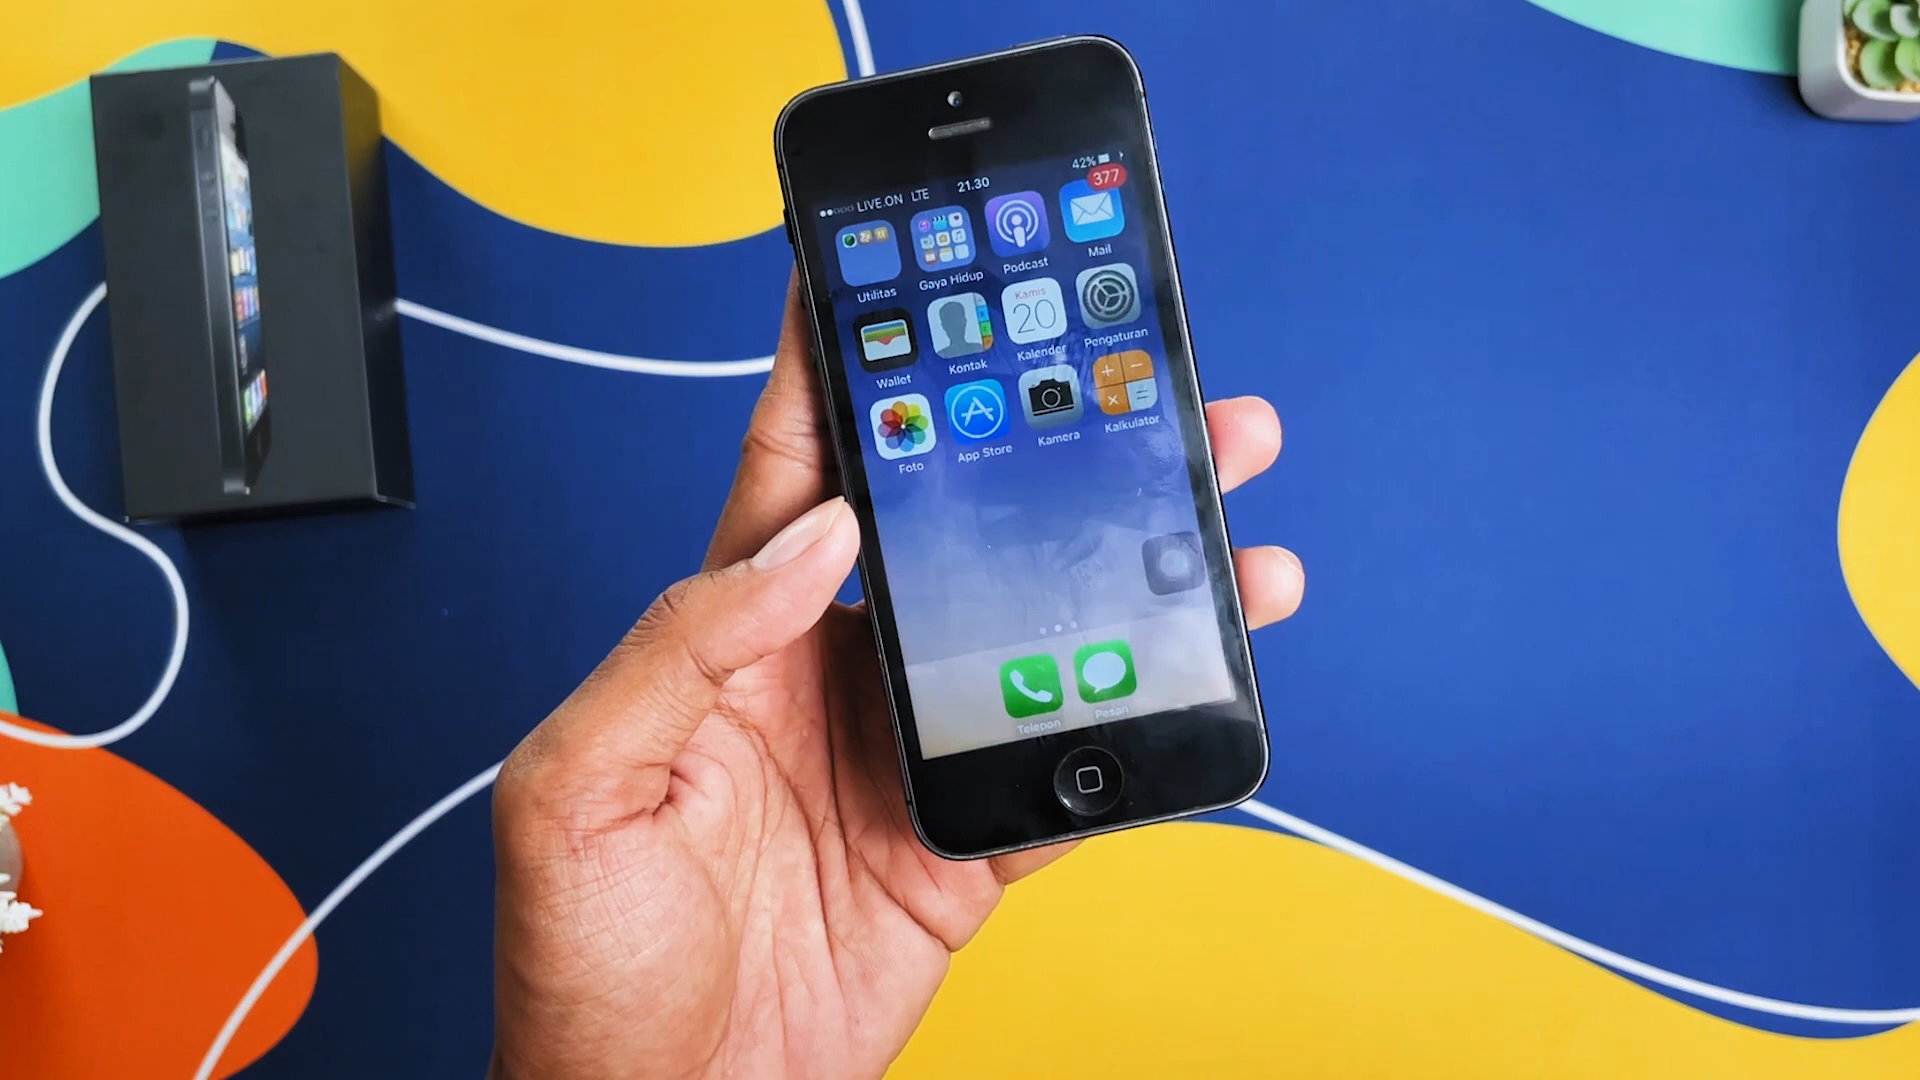 LIVE.ON LTE 21.30 42%
377
Utilitas Gaya Hidup Podcast Mail
Kamis
20
Wallet Kontak Kalender Pengaturan
Foto App Store Kamera Kalkulator
Telepon Pesan